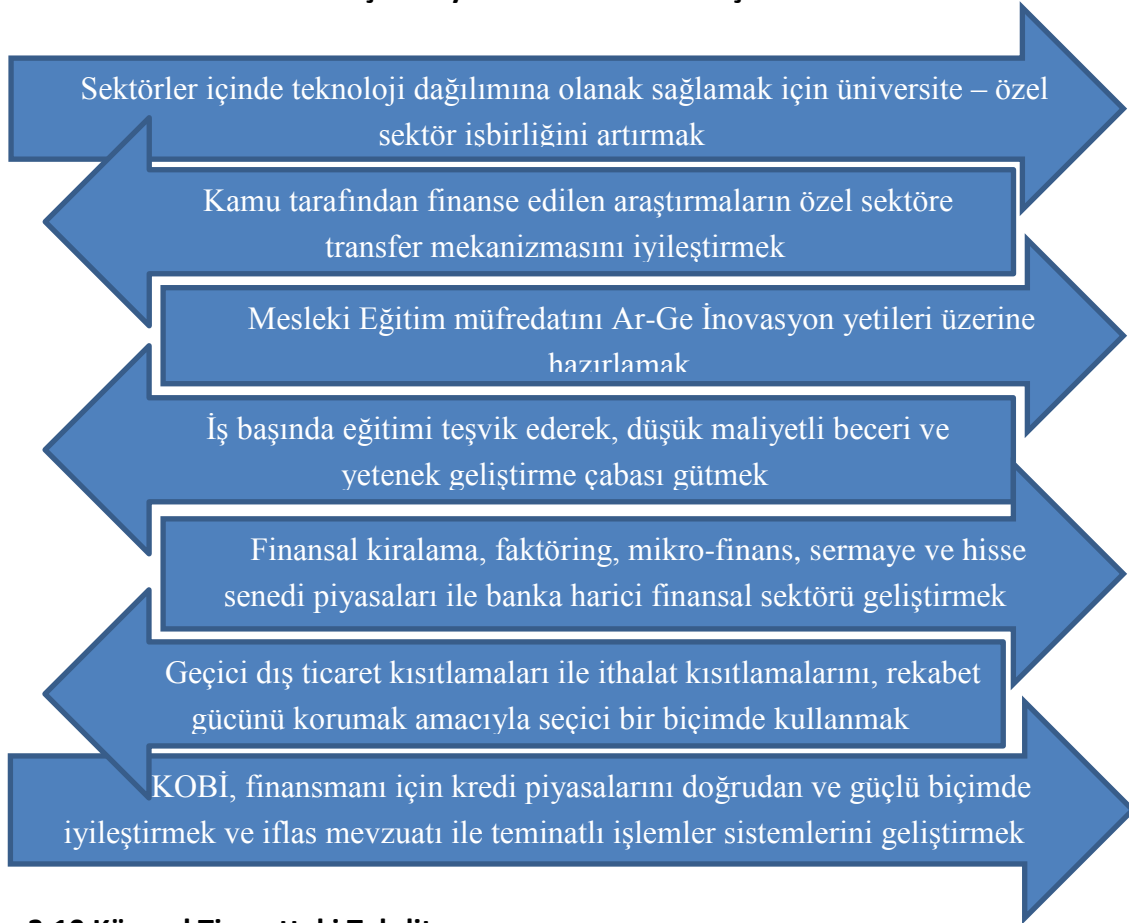 Sektörler içinde teknoloji dağılımına olanak sağlamak için üniversite – özel
sektör işbirliğini artırmak
Kamu tarafından finanse edilen araştırmaların özel sektöre
transfer mekanizmasını iyileştirmek
Mesleki Eğitim müfredatını Ar-Ge İnovasyon yetileri üzerine
hazırlamak
İş başında eğitimi teşvik ederek, düşük maliyetli beceri ve
yetenek geliştirme çabası gütmek
Finansal kiralama, faktöring, mikro-finans, sermaye ve hisse
senedi piyasaları ile banka harici finansal sektörü geliştirmek
Geçici dış ticaret kısıtlamaları ile ithalat kısıtlamalarını, rekabet
gücünü korumak amacıyla seçici bir biçimde kullanmak
KOBİ, finansmanı için kredi piyasalarını doğrudan ve güçlü biçimde
iyileştirmek ve iflas mevzuatı ile teminatlı işlemler sistemlerini geliştirmek